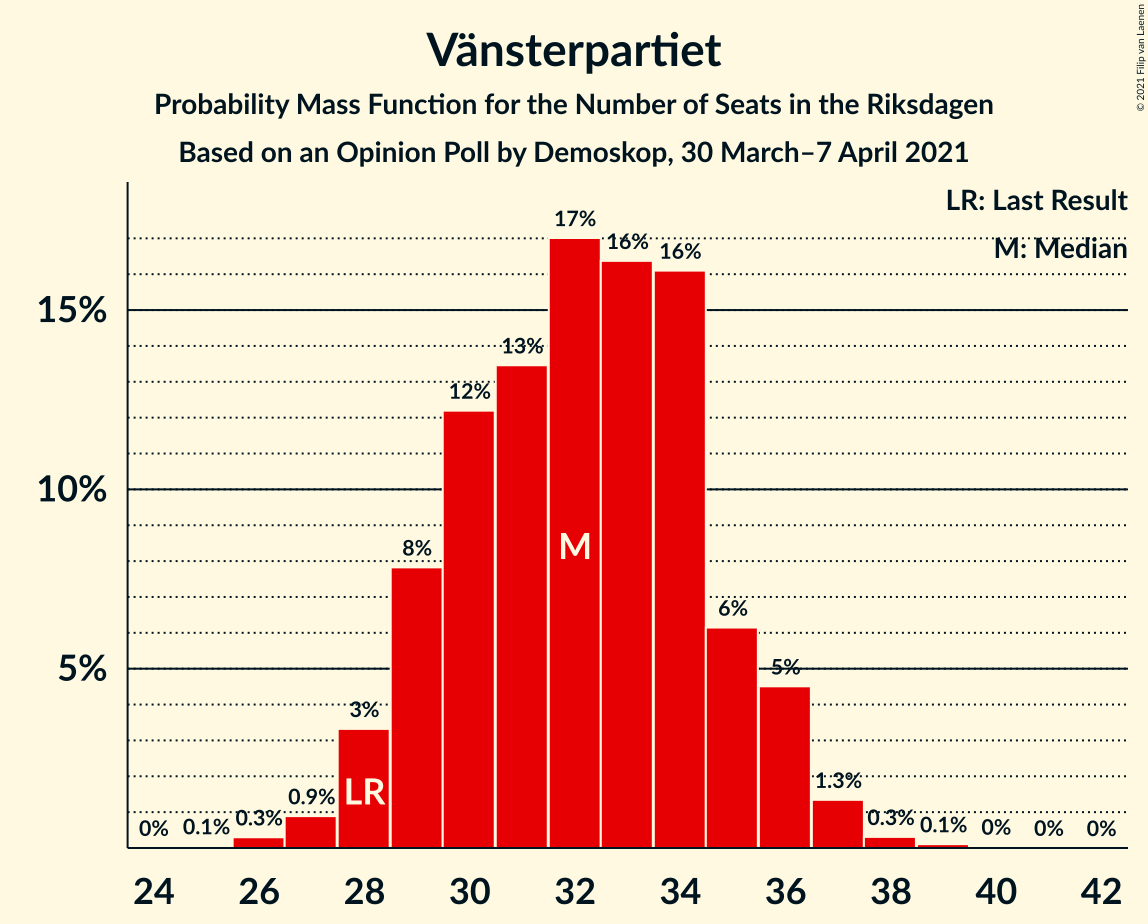 Vänsterpartiet
Probability Mass Function for the Number of Seats in the Riksdagen
Based on an Opinion Poll by Demoskop, 30 March–7 April 2021
© 2021 Filip van Laenen
LR: Last Result
M: Median
15%
10%
5%
0%
0.1%
0.3%
0.9%
3%
8%
12%
13%
17%
16%
16%
6%
5%
1.3%
0.3%
0.1%
0%
0%
0%
LR
M
24 26 28 30 32 34 36 38 40 42